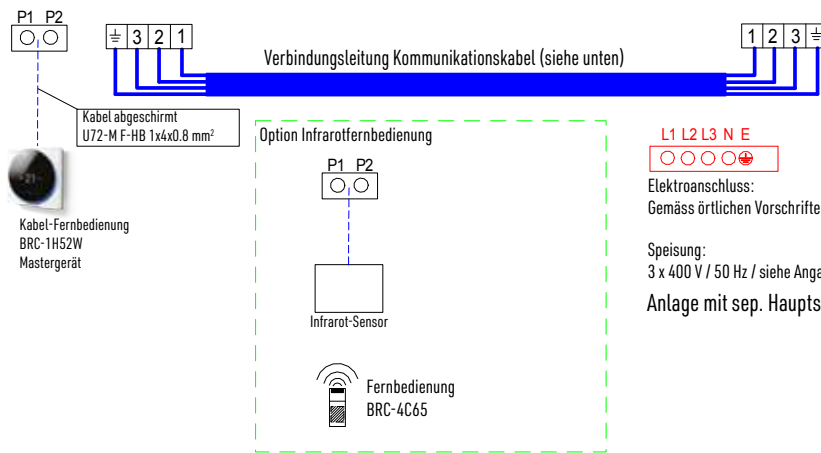 P1 P2
3 2 1
1 2 3
Verbindungsleitung Kommunikationskabel (siehe unten)
Kabel abgeschirmt
U72-M F-HB 1x4x0.8 mm²
21
Kabel-Fernbedienung
BRC-1H52W
Mastergerät
Option Infrarotfernbedienung
P1 P2
Infrarot-Sensor
Fernbedienung
BRC-4C65
L1 L2 L3 N E
Elektroanschluss:
Gemäss örtlichen Vorschrifte
Speisung:
3 x 400 V / 50 Hz / siehe Anga
Anlage mit sep. Haupts